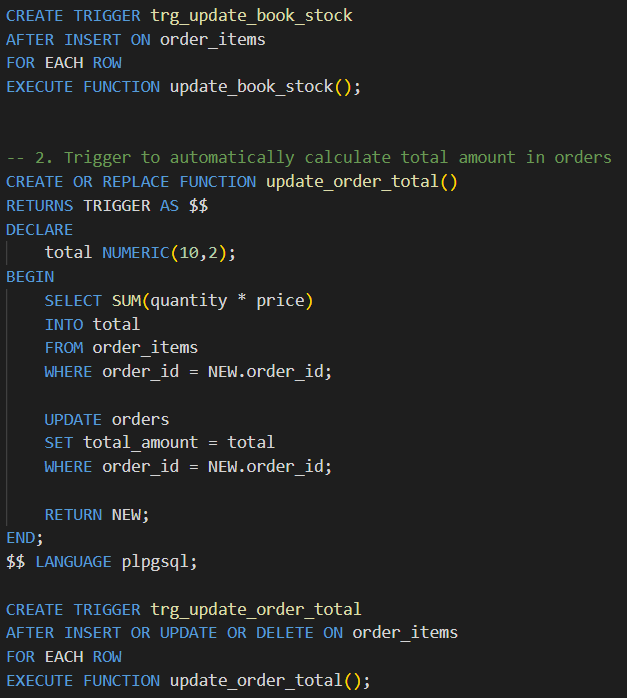 CREATE TRIGGER trg_update_book_stock
AFTER INSERT ON order_items
FOR EACH ROW
EXECUTE FUNCTION update_book_stock();


-- 2. Trigger to automatically calculate total amount in orders
CREATE OR REPLACE FUNCTION update_order_total()
RETURNS TRIGGER AS $$
DECLARE
    total NUMERIC(10,2);
BEGIN
    SELECT SUM(quantity * price)
    INTO total
    FROM order_items
    WHERE order_id = NEW.order_id;

    UPDATE orders
    SET total_amount = total
    WHERE order_id = NEW.order_id;

    RETURN NEW;
END;
$$ LANGUAGE plpgsql;

CREATE TRIGGER trg_update_order_total
AFTER INSERT OR UPDATE OR DELETE ON order_items
FOR EACH ROW
EXECUTE FUNCTION update_order_total();